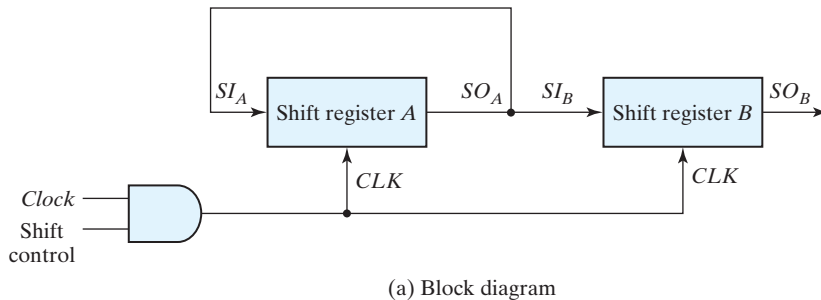 SI_A
Shift register A
SO_A
SI_B
Shift register B
SO_B
CLK
CLK
Clock
Shift
control
(a) Block diagram